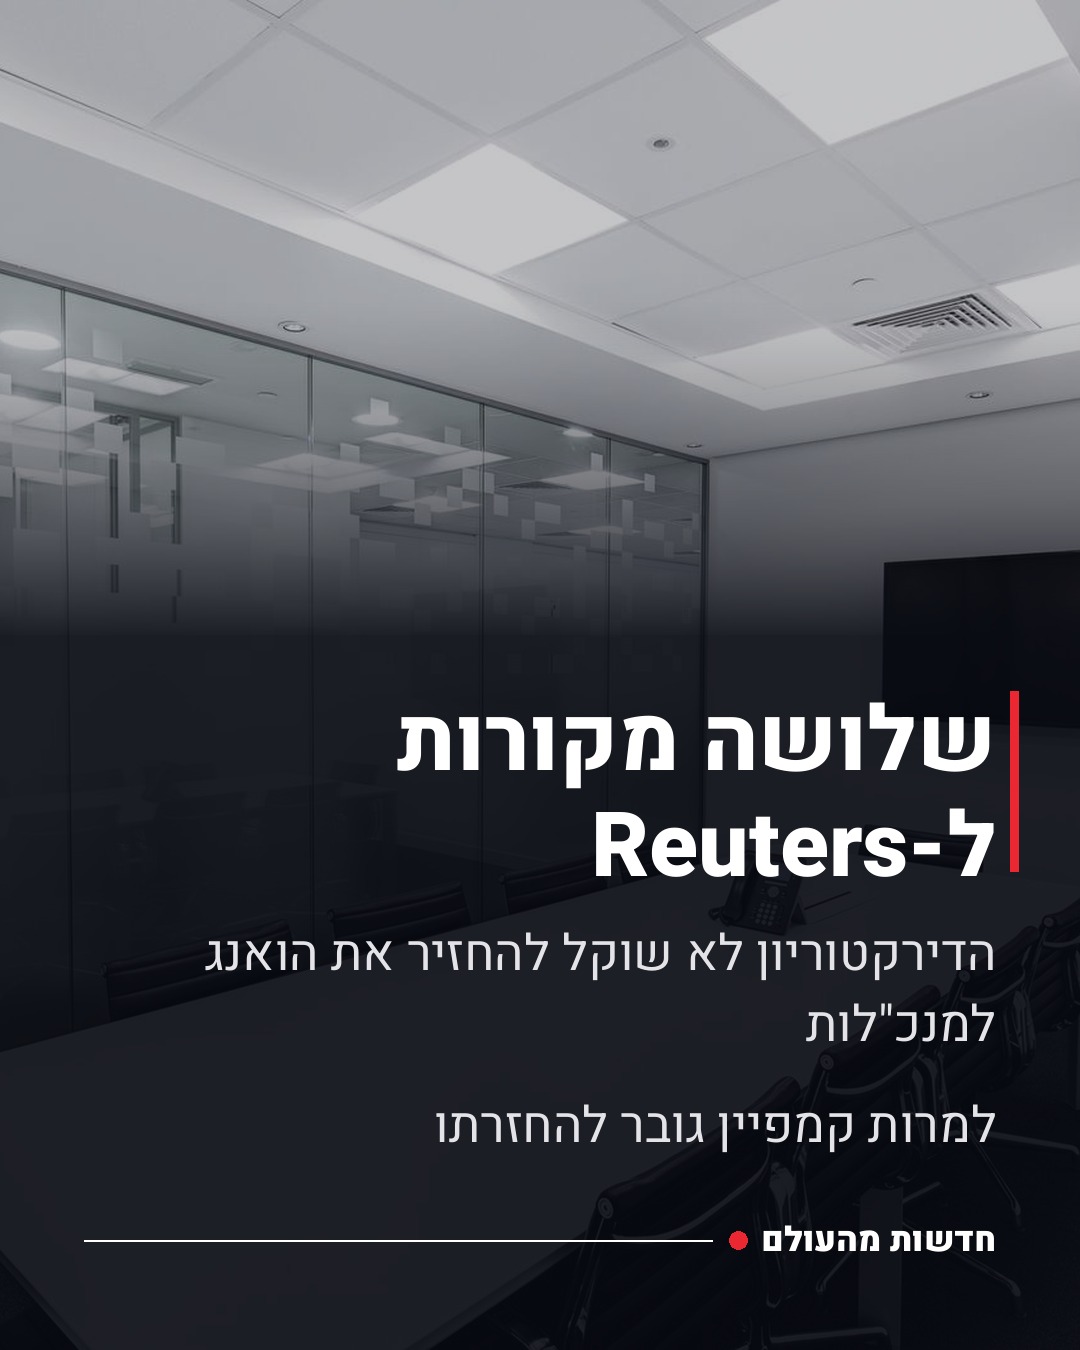 שלושה מקורות
ל-Reuters
הדירקטוריון לא שוקל להחזיר את הואנג
למנכ"לות
למרות קמפיין גובר להחזרתו
חדשות מהעולם